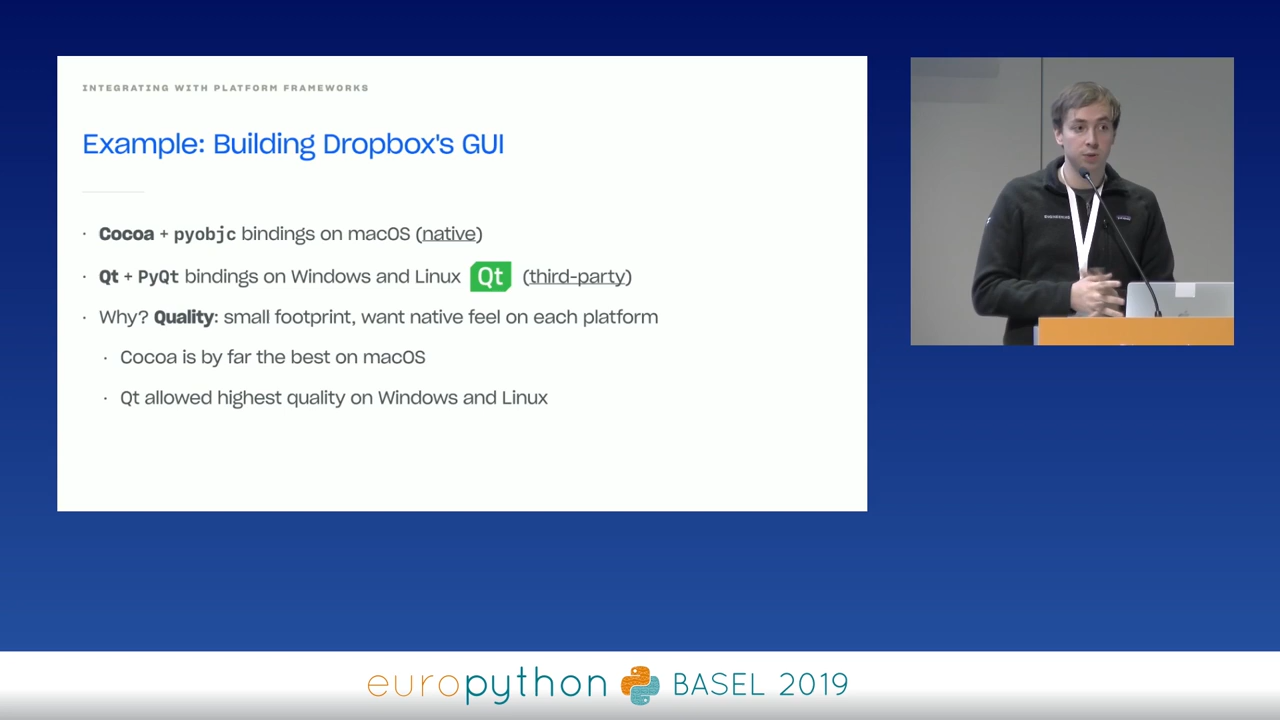 INTEGRATING WITH PLATFORM FRAMEWORKS
Example: Building Dropbox's GUI
· Cocoa + pyobjc bindings on macOS (native)
· Qt + PyQt bindings on Windows and Linux Qt (third-party)
· Why? Quality: small footprint, want native feel on each platform
· Cocoa is by far the best on macOS
· Qt allowed highest quality on Windows and Linux
europython BASEL 2019